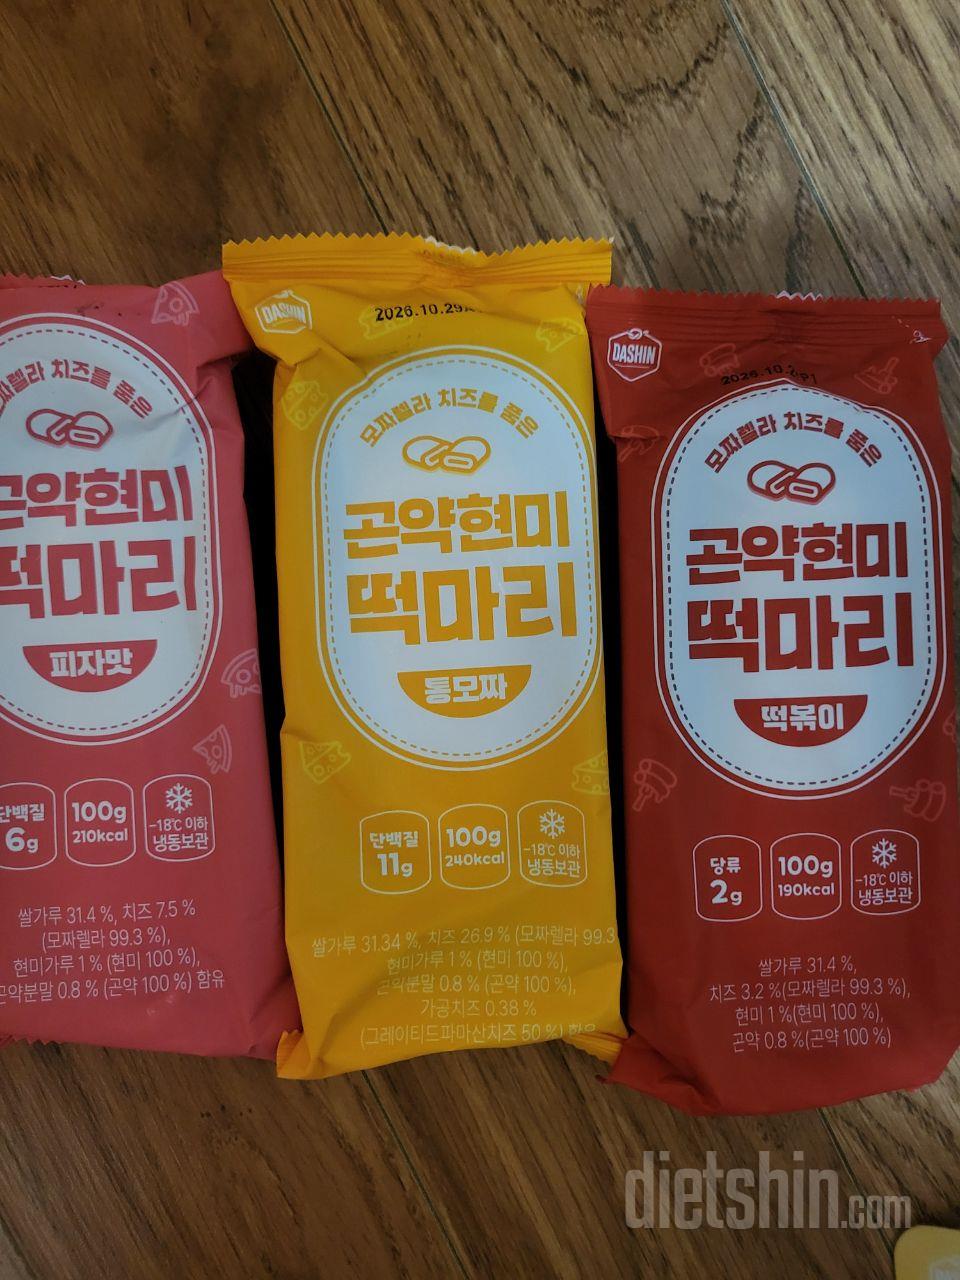 모짜렐라 치즈를 품은
곤약현미
떡마리
피자맛
단백질
6g
100g
210kcal
-18℃ 이하
냉동보관
쌀가루 31.4 %, 치즈 7.5 %
(모짜렐라 99.3 %),
현미가루 1 % (현미 100 %),
곤약분말 0.8 % (곤약 100 %) 함유
DASHIN
2026.10.29
모짜렐라 치즈를 품은
곤약현미
떡마리
통모짜
단백질
11g
100g
240kcal
-18℃ 이하
냉동보관
쌀가루 31.34 %, 치즈 26.9 % (모짜렐라 99.3
현미가루 1 % (현미 100 %),
곤약분말 0.8 % (곤약 100 %),
가공치즈 0.38 %
(그레이티드파마산치즈 50 %) 함유
DASHIN
2026.10.
모짜렐라 치즈를 품은
곤약현미
떡마리
떡볶이
당류
2g
100g
190kcal
-18℃ 이하
냉동보관
쌀가루 31.4 %,
치즈 3.2 %(모짜렐라 99.3 %),
현미 1 %(현미 100 %),
곤약 0.8 %(곤약 100 %)
dietshin.com